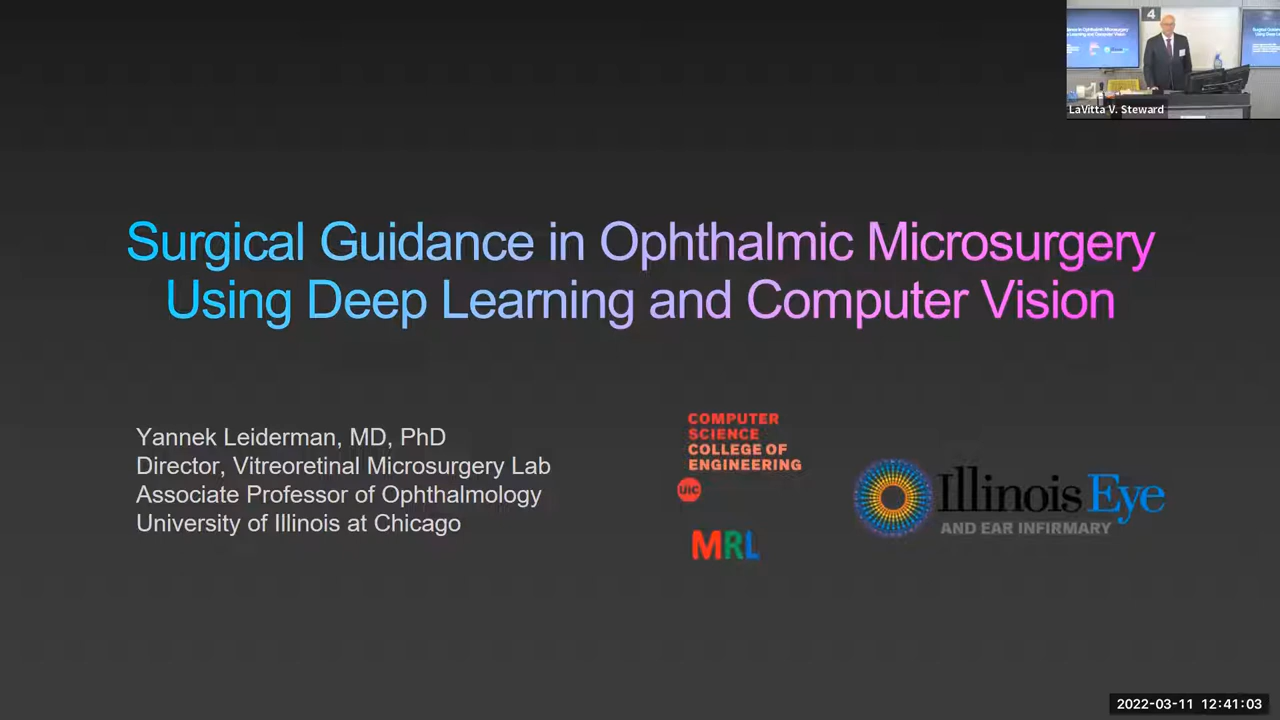 4
LaVitta V. Steward
Surgical Guidance in Ophthalmic Microsurgery
Using Deep Learning and Computer Vision
Yannek Leiderman, MD, PhD
Director, Vitreoretinal Microsurgery Lab
Associate Professor of Ophthalmology
University of Illinois at Chicago
COMPUTER
SCIENCE
COLLEGE OF
ENGINEERING
UIC
MRL
Illinois Eye
AND EAR INFIRMARY
2022-03-11 12:41:03